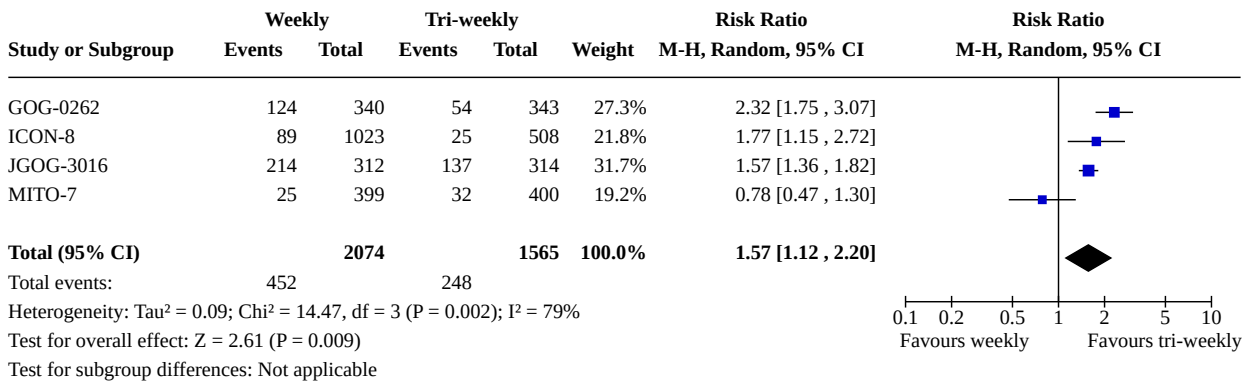 Weekly Tri-weekly Risk Ratio Risk Ratio
Study or Subgroup Events Total Events Total Weight M-H, Random, 95% CI M-H, Random, 95% CI
GOG-0262 124 340 54 343 27.3% 2.32 [1.75 , 3.07]
ICON-8 89 1023 25 508 21.8% 1.77 [1.15 , 2.72]
JGOG-3016 214 312 137 314 31.7% 1.57 [1.36 , 1.82]
MITO-7 25 399 32 400 19.2% 0.78 [0.47 , 1.30]
Total (95% CI) 2074 1565 100.0% 1.57 [1.12 , 2.20]
Total events: 452 248
Heterogeneity: Tau² = 0.09; Chi² = 14.47, df = 3 (P = 0.002); I² = 79%
0.1 0.2 0.5 1 2 5 10
Test for overall effect: Z = 2.61 (P = 0.009) Favours weekly Favours tri-weekly
Test for subgroup differences: Not applicable